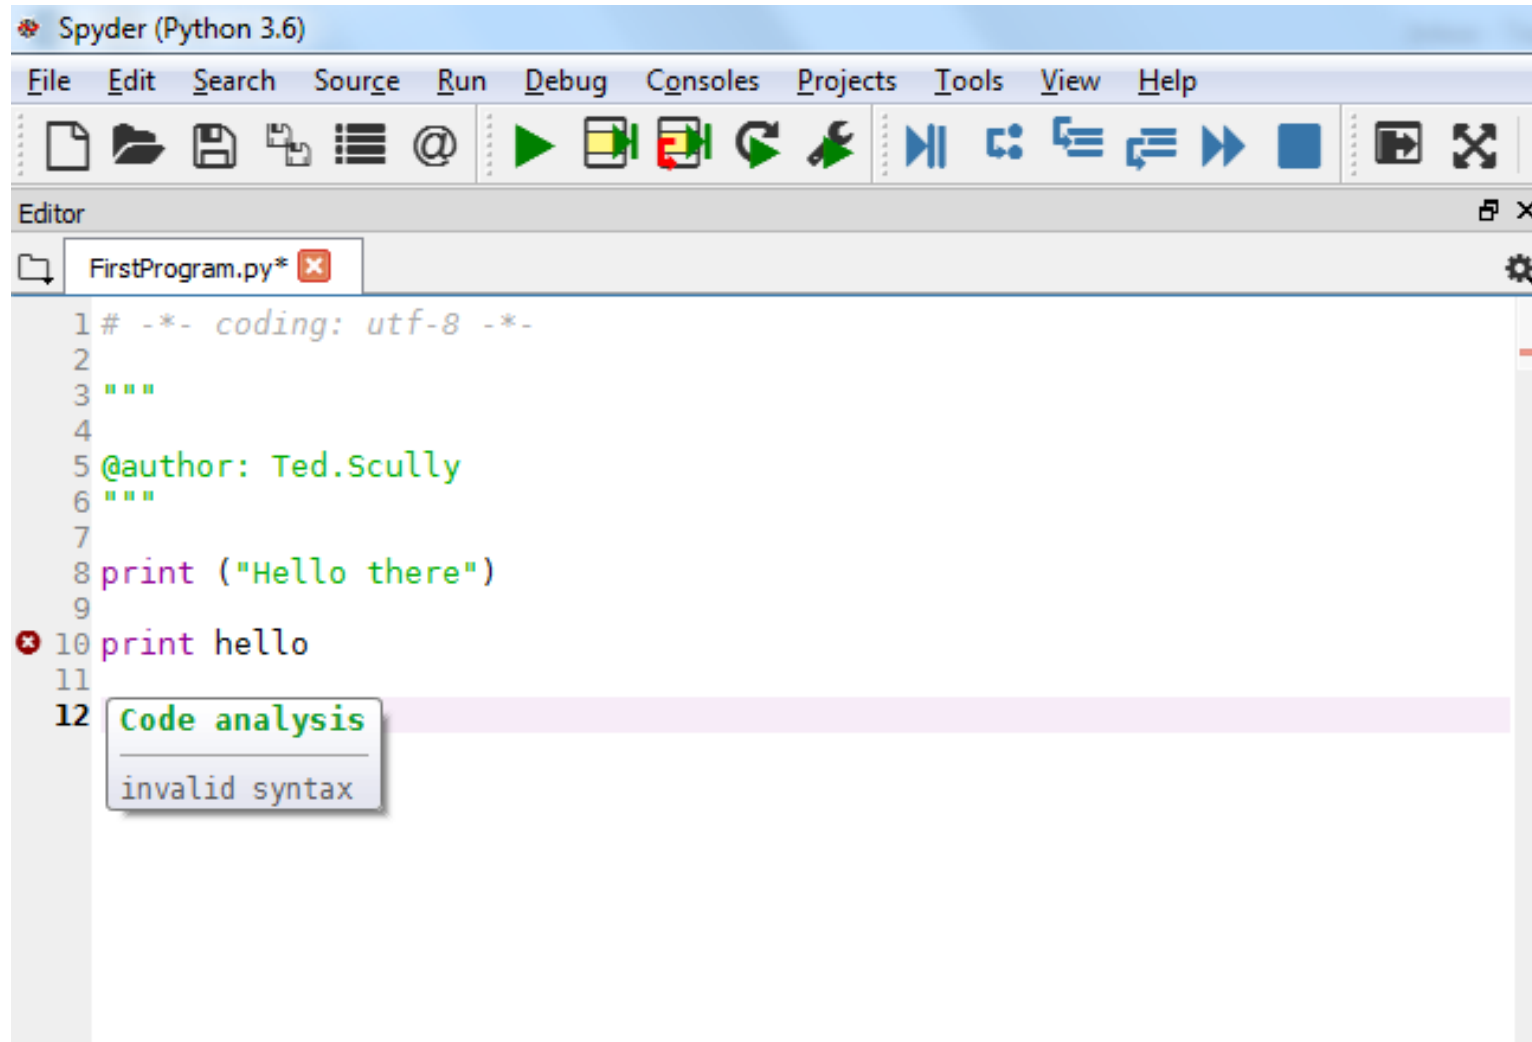 Spyder (Python 3.6)
File Edit Search Source Run Debug Consoles Projects Tools View Help
Editor
FirstProgram.py*
1 # -*- coding: utf-8 -*-
2
3 """
4
5 @author: Ted.Scully
6 """
7
8 print ("Hello there")
9
10 print hello
11
12
Code analysis
invalid syntax